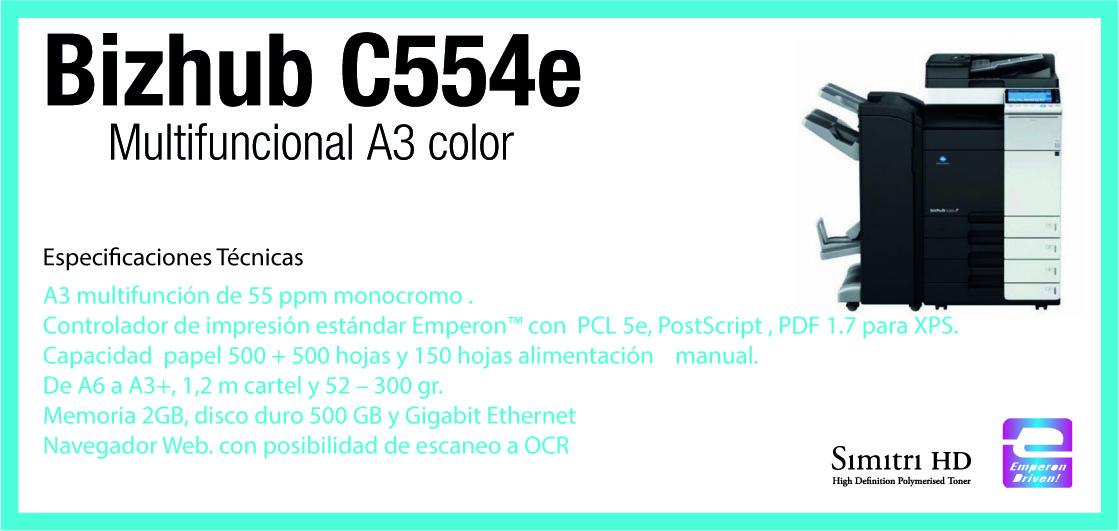 Bizhub C554e
Multifuncional A3 color
Especificaciones Técnicas
A3 multifunción de 55 ppm monocromo .
Controlador de impresión estándar Emperon™ con PCL 5e, PostScript , PDF 1.7 para XPS.
Capacidad papel 500 + 500 hojas y 150 hojas alimentación manual.
De A6 a A3+, 1,2 m cartel y 52 – 300 gr.
Memoria 2GB, disco duro 500 GB y Gigabit Ethernet
Navegador Web. con posibilidad de escaneo a OCR
bizhub
Simitri HD
High Definition Polymerised Toner
Emperon
Driven!